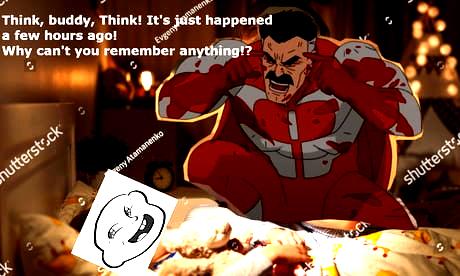 Think, buddy, Think! It's just happened
a few hours ago!
Why can't you remember anything!?
shutterstock
Evgeny Atamanenko
shutterstock
shutterstock
Evgeny Atamanenko
shutterstock